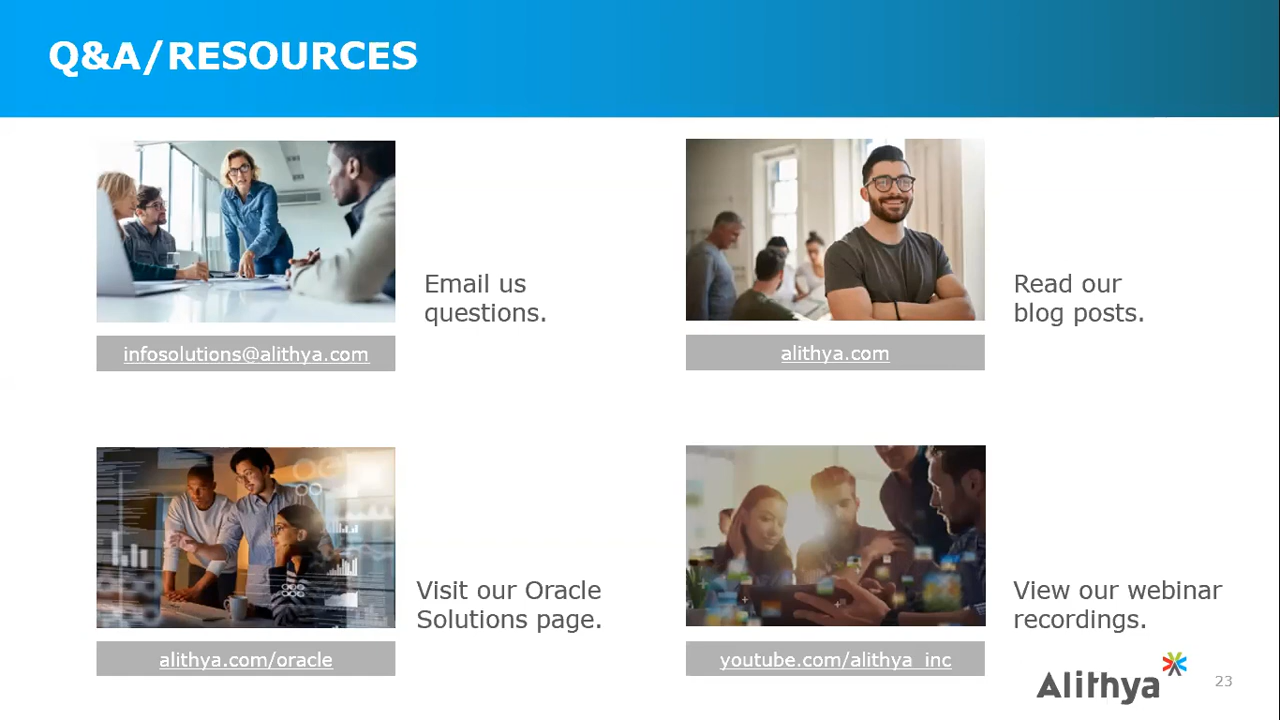 Q&A/RESOURCES
Email us
questions.
infosolutions@alithya.com
Read our
blog posts.
alithya.com
Visit our Oracle
Solutions page.
alithya.com/oracle
View our webinar
recordings.
youtube.com/alithya_inc
Alithya
23